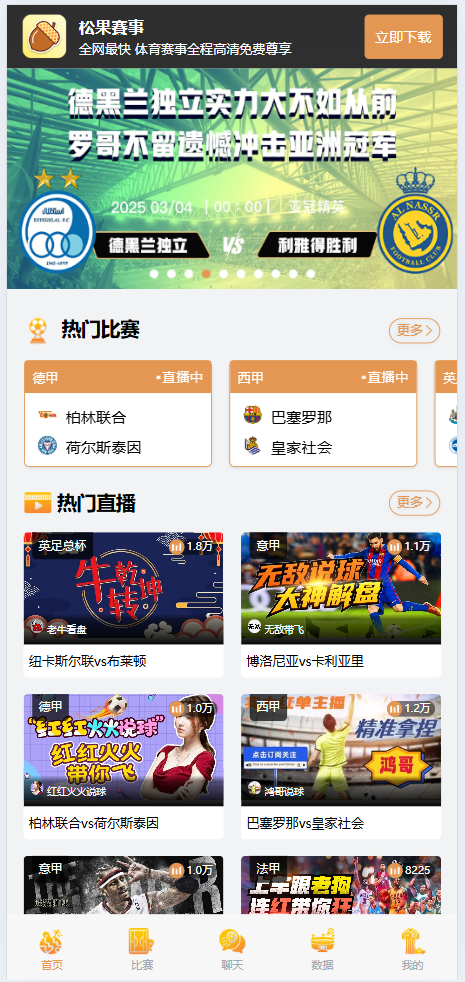 松果赛事
全网最快 体育赛事全程高清免费尊享
立即下载
德黑兰独立实力大不如从前
罗哥不留遗憾冲击亚洲冠军
2025 03/04 | 00:00 | 亚冠精英
德黑兰独立
VS
利雅得胜利
ESTEGHLAL F.C
1945-1324
ALNASSR
FOOTBALL CLUB
热门比赛
更多
德甲
•直播中
柏林联合
荷尔斯泰因
西甲
•直播中
巴塞罗那
皇家社会
英
热门直播
更多
英足总杯
1.8万
牛乾
转坤
老牛看盘
纽卡斯尔联vs布莱顿
意甲
1.1万
无敌说球
大神解盘
无敌带飞
博洛尼亚vs卡利亚里
德甲
1.0万
“红红火火说球”
红红火火
带你飞
红红火火说球
柏林联合vs荷尔斯泰因
西甲
1.2万
红单主播
精准拿捏
点击订阅关注
鸿哥
鸿哥说球
巴塞罗那vs皇家社会
意甲
1.0万
法甲
8225
上车跟老狗
连红带你狂
首页
比赛
聊天
数据
我的